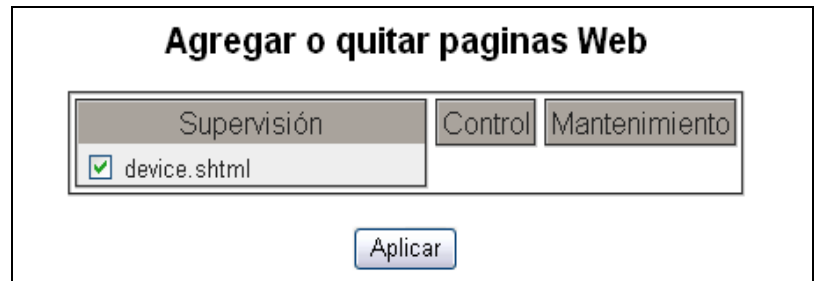 Agregar o quitar paginas Web
Supervisión Control Mantenimiento
device.shtml
Aplicar